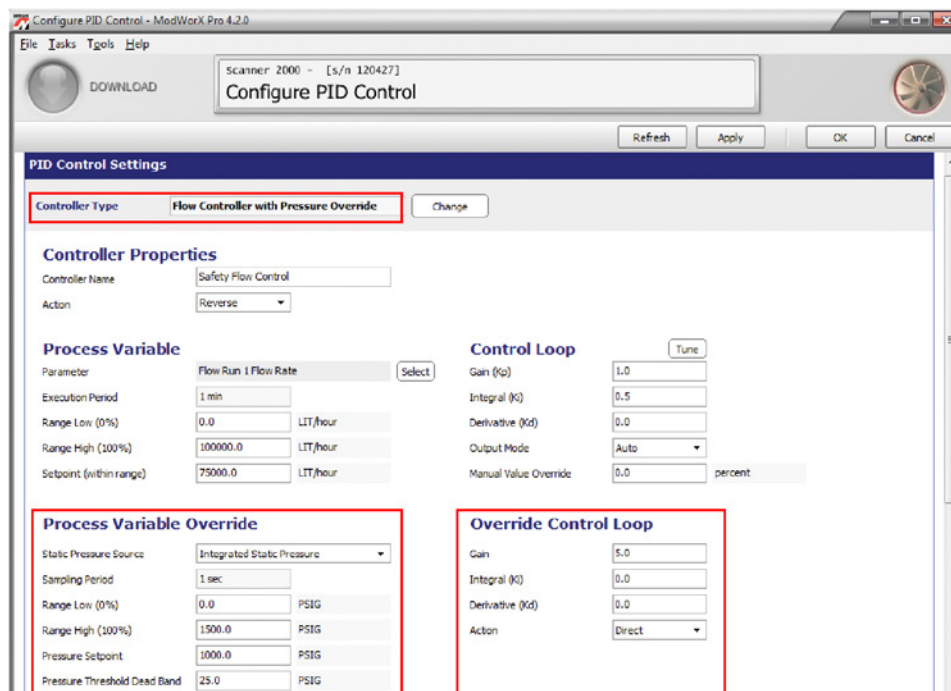 Configure PID Control - ModWorX Pro 4.2.0
File Tasks Tools Help
DOWNLOAD
Scanner 2000 - [s/n 120427]
Configure PID Control
Refresh Apply OK Cancel
PID Control Settings
Controller Type Flow Controller with Pressure Override Change
Controller Properties
Controller Name Safety Flow Control
Action Reverse
Process Variable Control Loop Tune
Parameter Flow Run 1 Flow Rate Select Gain (Kp) 1.0
Execution Period 1 min Integral (Ki) 0.5
Range Low (0%) 0.0 LIT/hour Derivative (Kd) 0.0
Range High (100%) 100000.0 LIT/hour Output Mode Auto
Setpoint (within range) 75000.0 LIT/hour Manual Value Override 0.0 percent
Process Variable Override Override Control Loop
Static Pressure Source Integrated Static Pressure Gain 5.0
Sampling Period 1 sec Integral (Ki) 0.0
Range Low (0%) 0.0 PSIG Derivative (Kd) 0.0
Range High (100%) 1500.0 PSIG Action Direct
Pressure Setpoint 1000.0 PSIG
Pressure Threshold Dead Band 25.0 PSIG